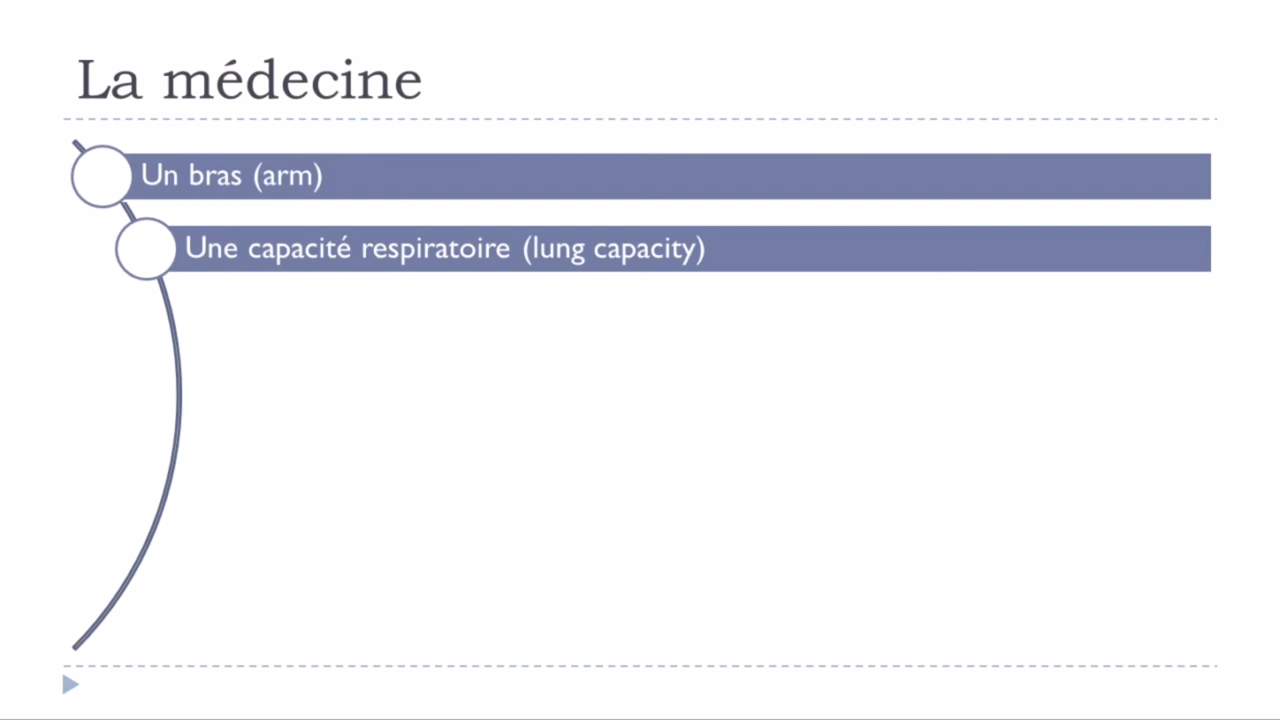 La médecine
Un bras (arm)
Une capacité respiratoire (lung capacity)